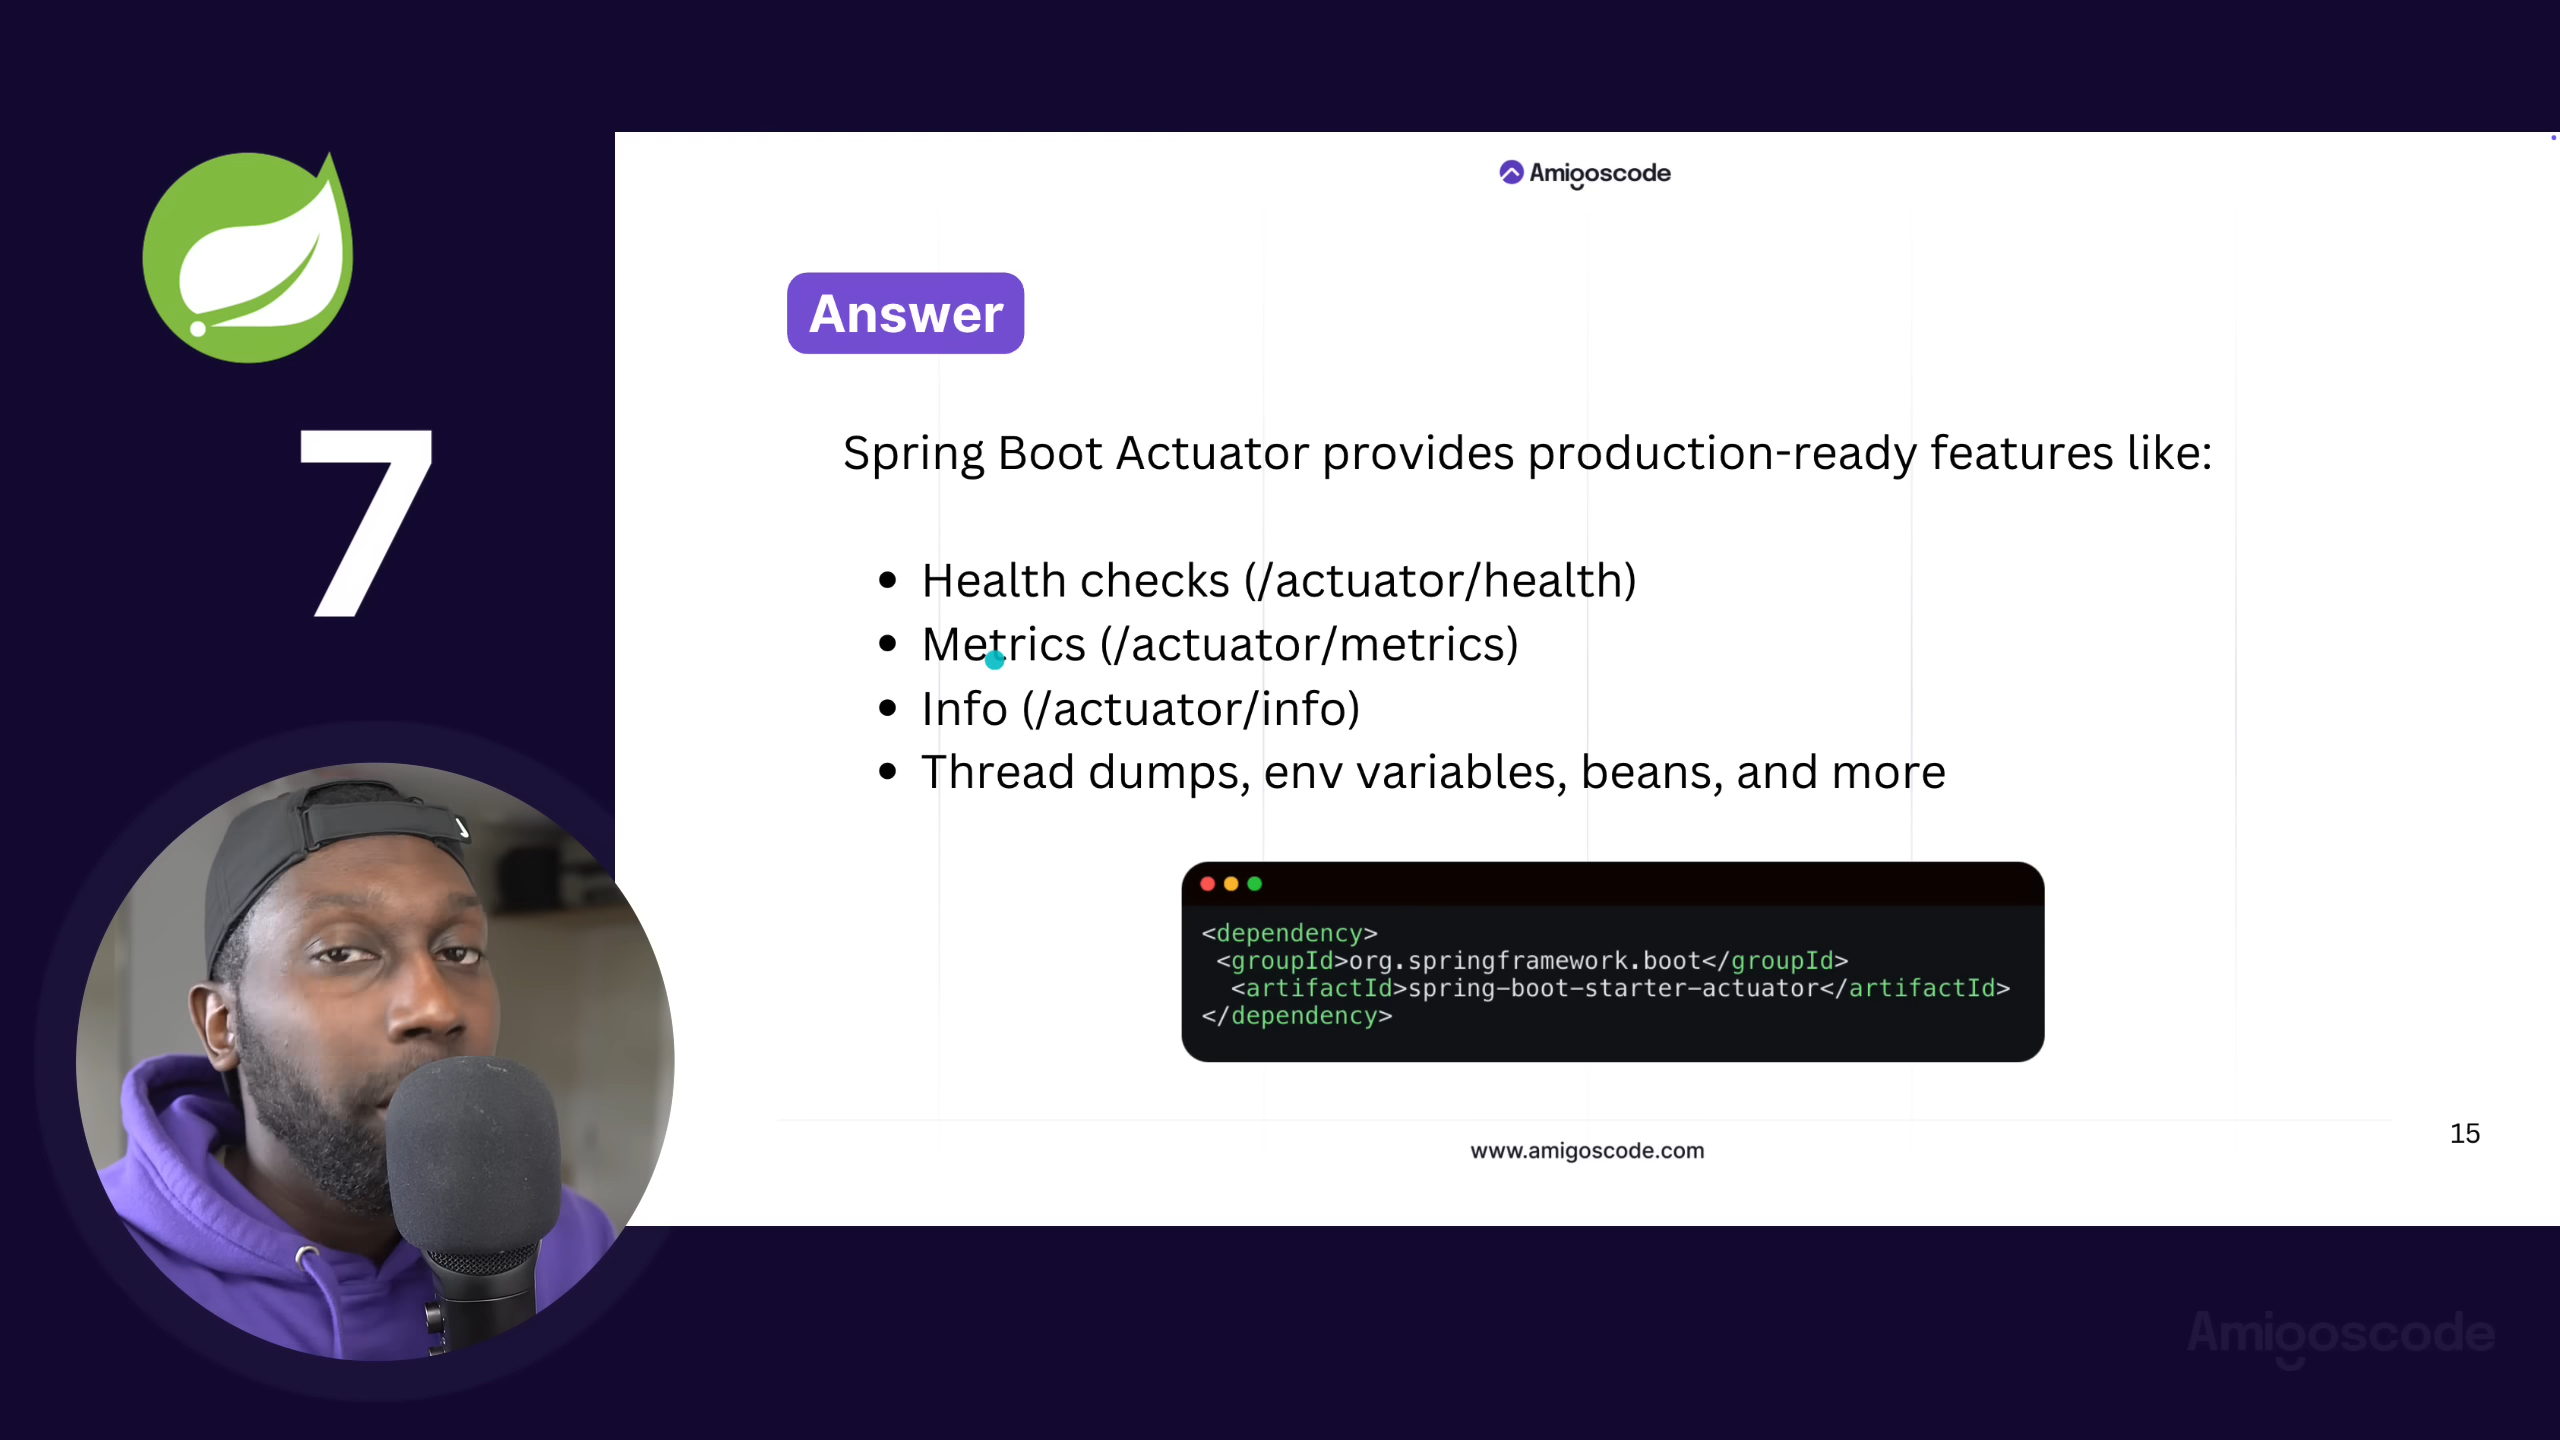 Amigoscode
7
Answer
Spring Boot Actuator provides production-ready features like:
• Health checks (/actuator/health)
• Metrics (/actuator/metrics)
• Info (/actuator/info)
• Thread dumps, env variables, beans, and more
<dependency>
<groupId>org.springframework.boot</groupId>
<artifactId>spring-boot-starter-actuator</artifactId>
</dependency>
15
www.amigoscode.com
Amigoscode